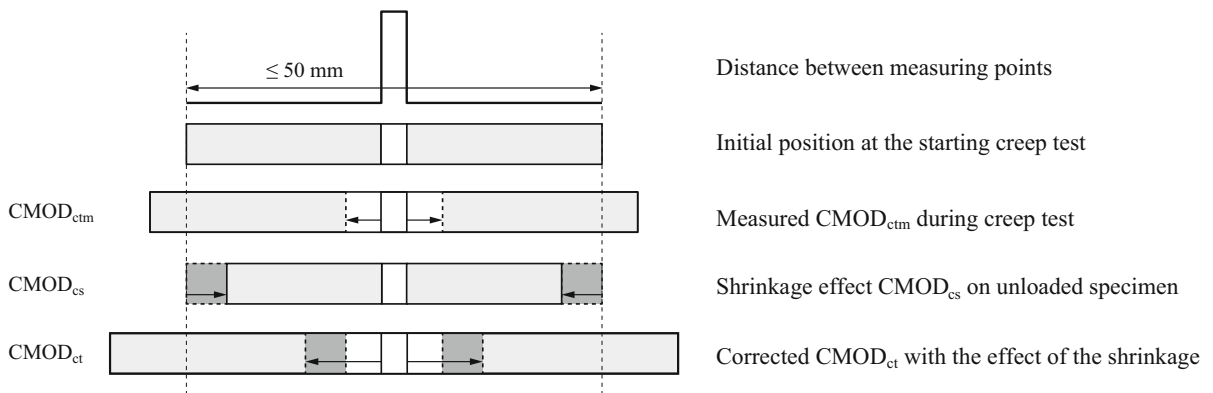 ≤ 50 mm
Distance between measuring points
Initial position at the starting creep test
CMOD_ctm
Measured CMOD_ctm during creep test
CMOD_cs
Shrinkage effect CMOD_cs on unloaded specimen
CMOD_ct
Corrected CMOD_ct with the effect of the shrinkage